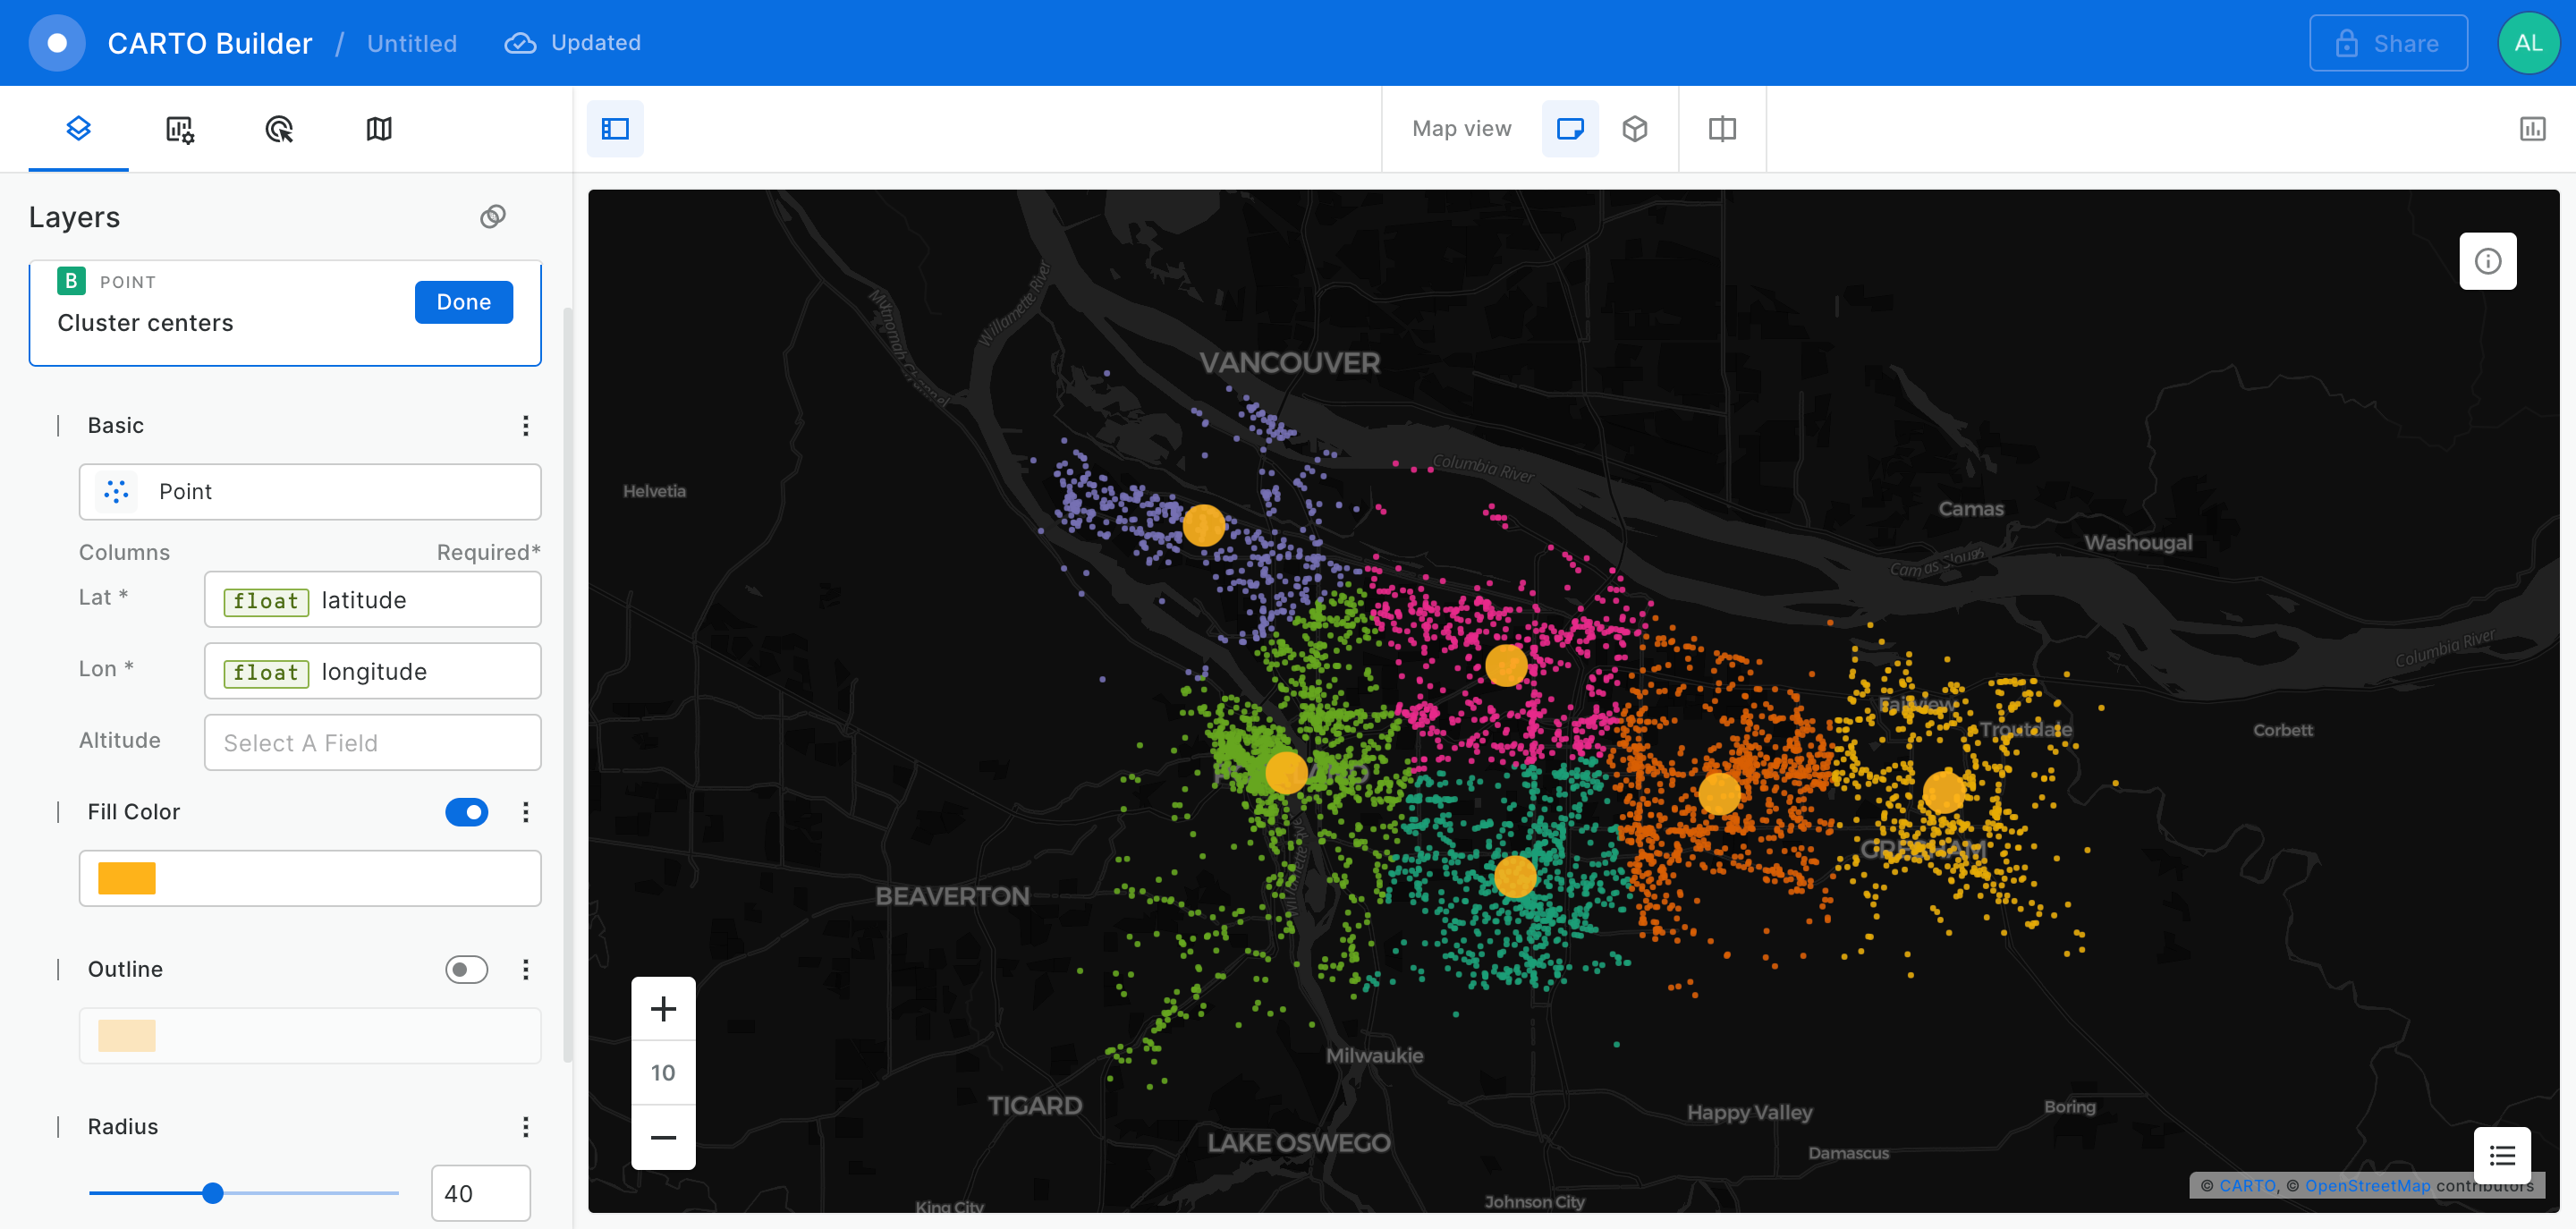 CARTO Builder / Untitled Updated
Share AL
Map view
Layers
B POINT
Cluster centers
Done
Basic
Point
Columns Required*
Lat * float latitude
Lon * float longitude
Altitude Select A Field
Fill Color
Outline
Radius
40
Multnomah Channel
Willamette River
VANCOUVER
Columbia River
Helvetia
Camas
Washougal
Camas Slough
Columbia River
Fairview
Troutdale
Corbett
PORTLAND
GRESHAM
BEAVERTON
Willamette River
Milwaukie
TIGARD
Happy Valley
Boring
LAKE OSWEGO
Damascus
King City
Johnson City
+
10
−
© CARTO, © OpenStreetMap contributors